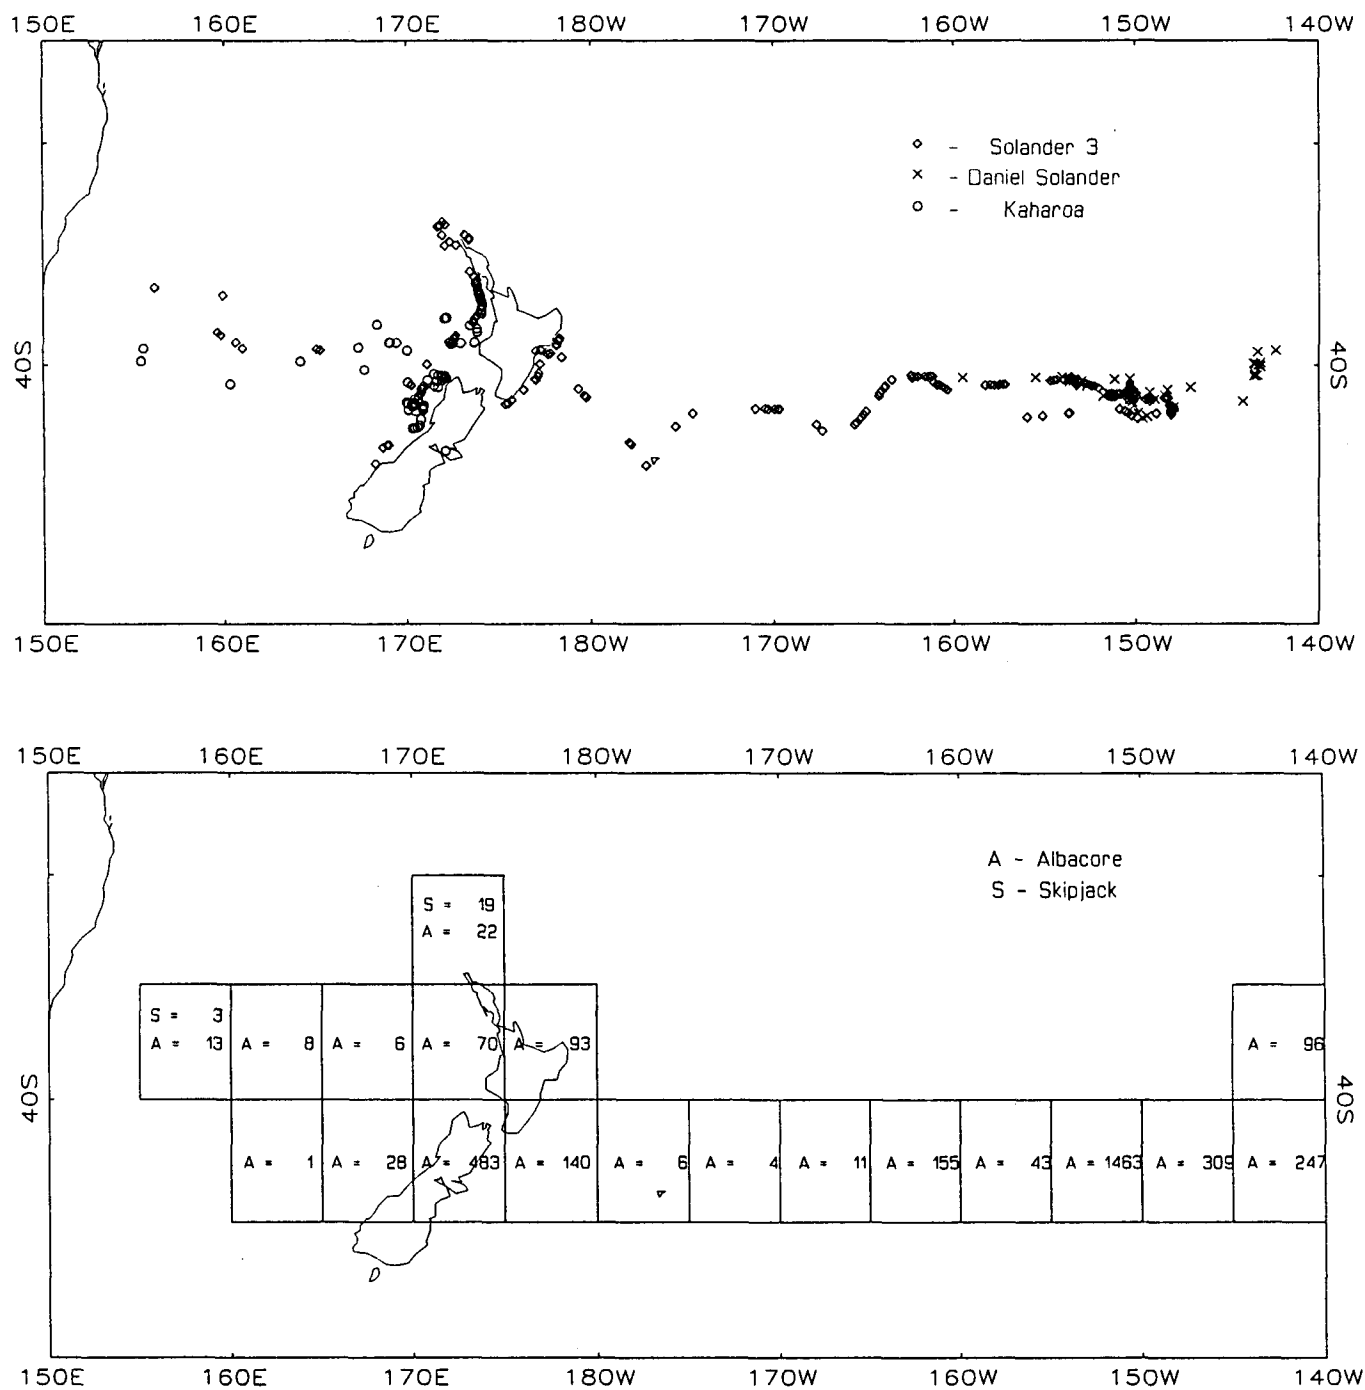 150E 160E 170E 180W 170W 160W 150W 140W
◇ - Solander 3
× - Daniel Solander
○ - Kaharoa
40S 40S
150E 160E 170E 180W 170W 160W 150W 140W
150E 160E 170E 180W 170W 160W 150W 140W
A - Albacore
S - Skipjack
S = 19
A = 22
S = 3
A = 13 A = 8 A = 6 A = 70 A = 93 A = 96
40S 40S
A = 1 A = 28 A = 483 A = 140 A = 6 A = 4 A = 11 A = 155 A = 43 A = 1463 A = 309 A = 247
150E 160E 170E 180W 170W 160W 150W 140W